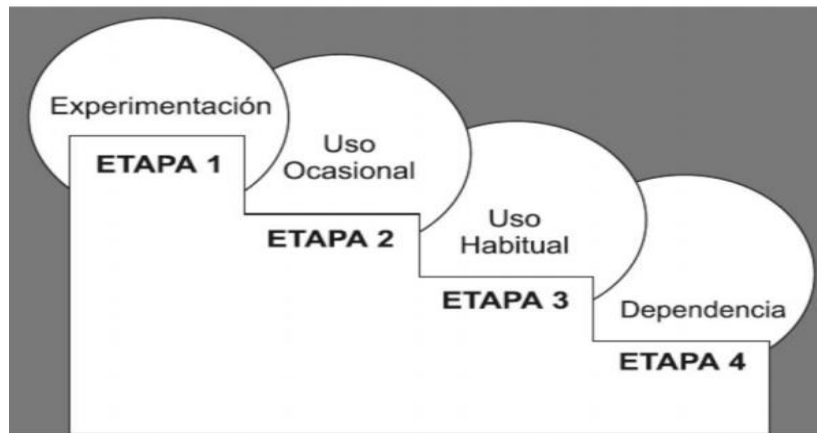 Experimentación
ETAPA 1
Uso
Ocasional
ETAPA 2
Uso
Habitual
ETAPA 3
Dependencia
ETAPA 4